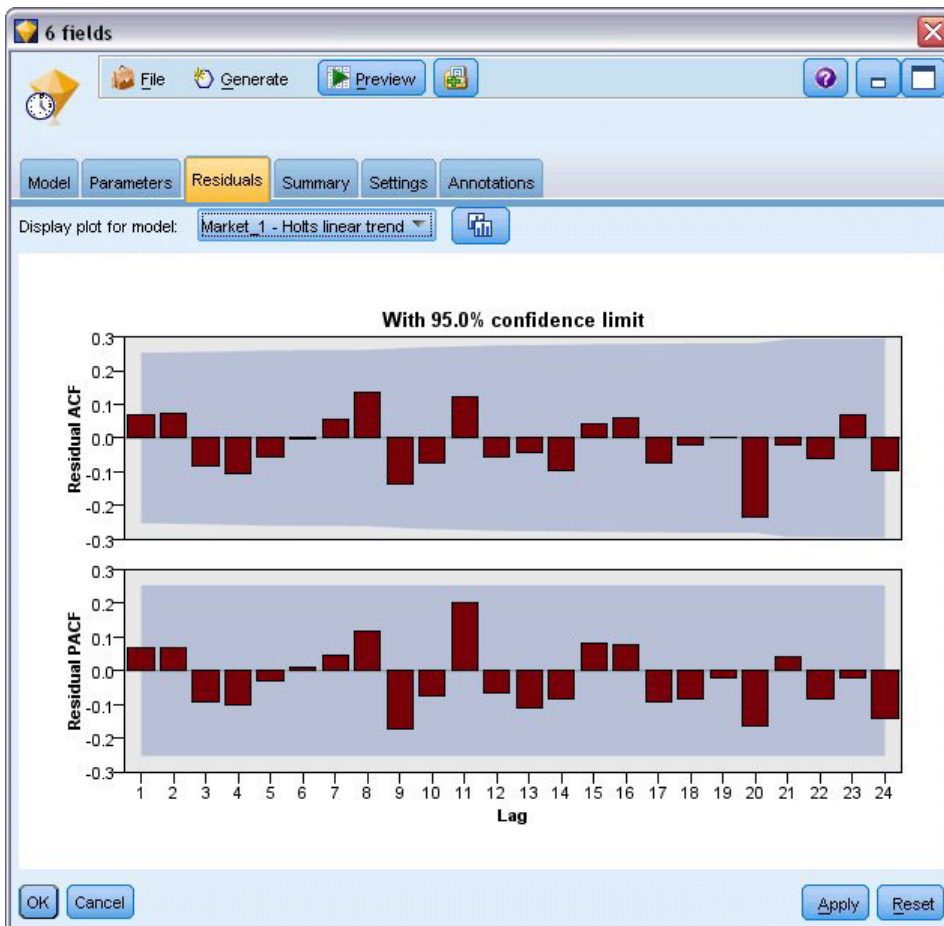 6 fields
File Generate Preview
Model Parameters Residuals Summary Settings Annotations
Display plot for model: Market_1 - Holts linear trend
With 95.0% confidence limit
Residual ACF
0.3
0.2
0.1
0.0
-0.1
-0.2
-0.3
Residual PACF
0.3
0.2
0.1
0.0
-0.1
-0.2
-0.3
1 2 3 4 5 6 7 8 9 10 11 12 13 14 15 16 17 18 19 20 21 22 23 24
Lag
OK Cancel Apply Reset